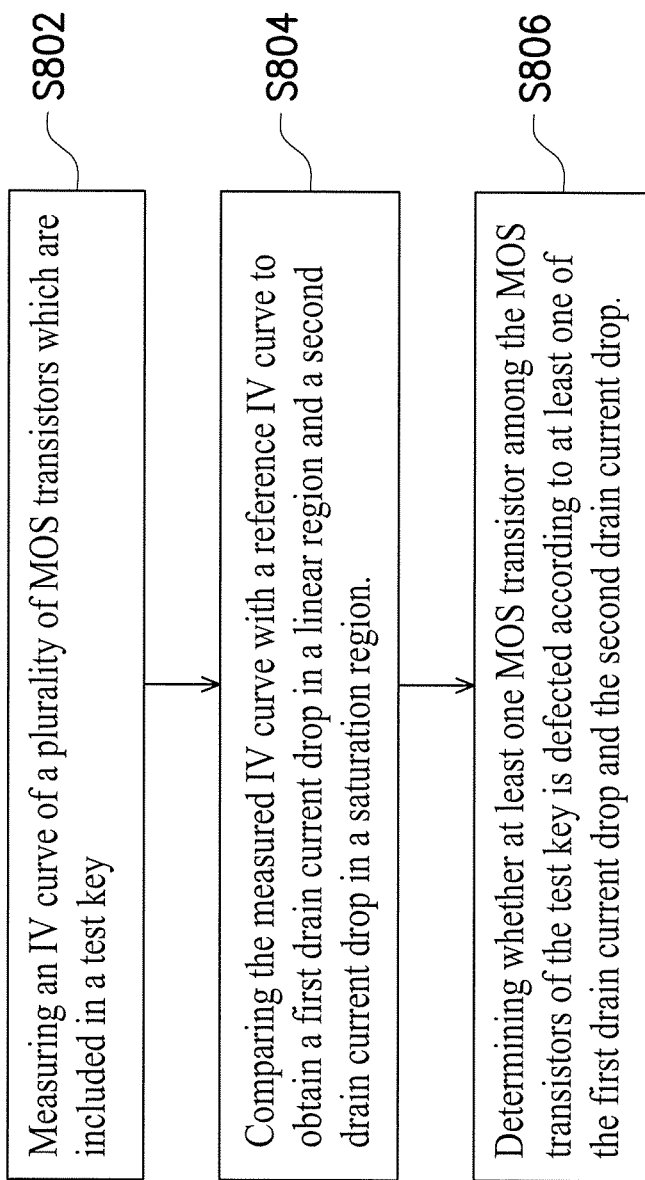 Measuring an IV curve of a plurality of MOS transistors which are
included in a test key
S802
Comparing the measured IV curve with a reference IV curve to
obtain a first drain current drop in a linear region and a second
drain current drop in a saturation region.
S804
Determining whether at least one MOS transistor among the MOS
transistors of the test key is defected according to at least one of
the first drain current drop and the second drain current drop.
S806